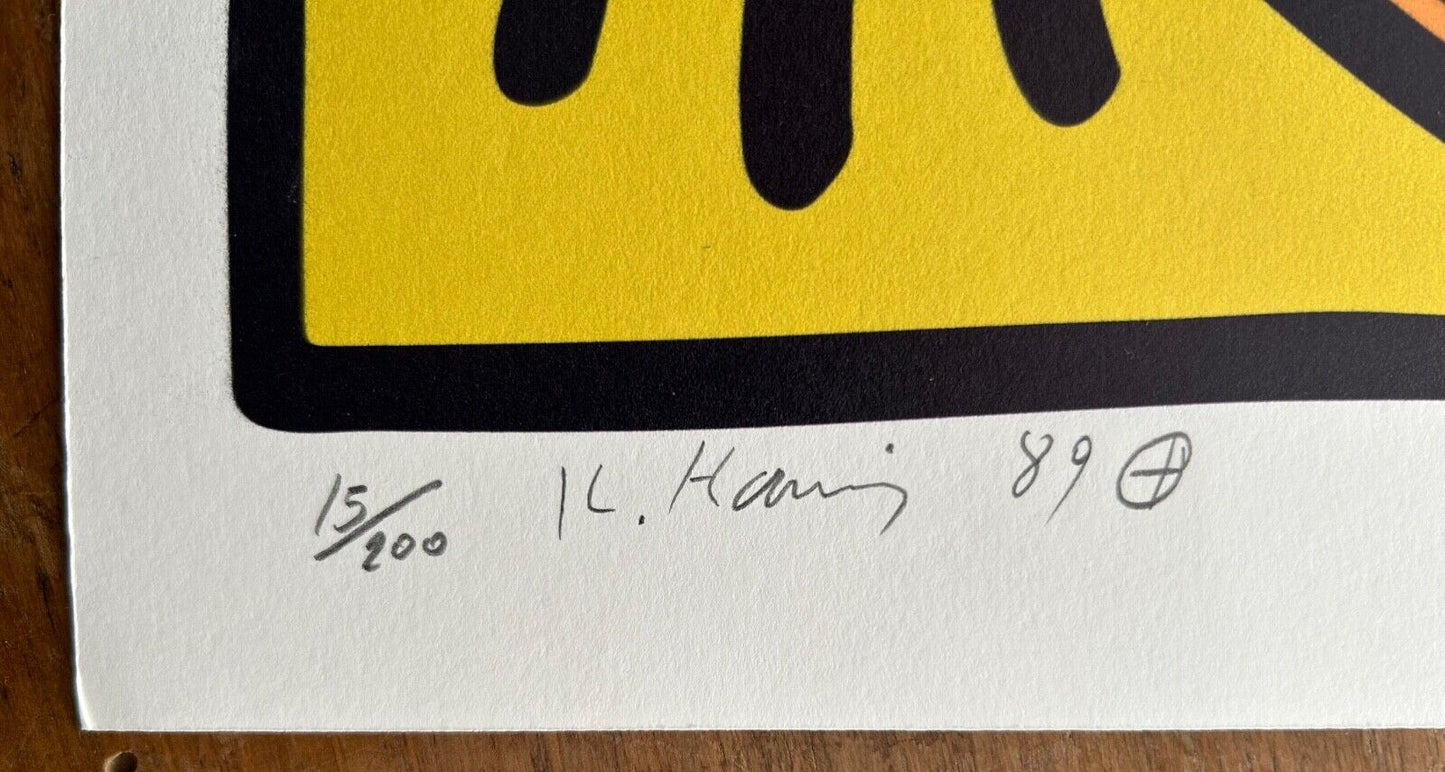 15/200 K. Haring 89 ⊕